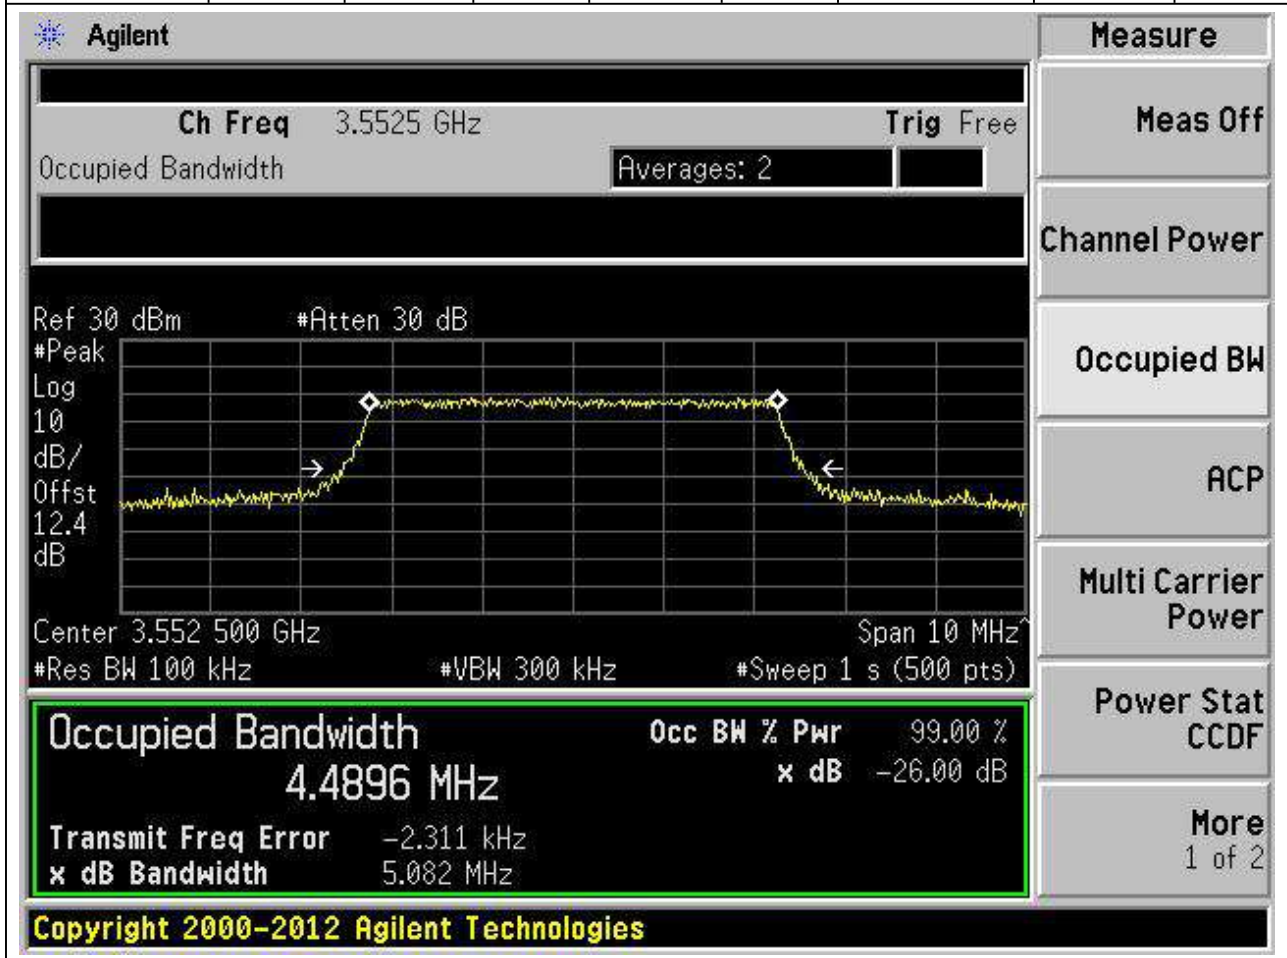 Agilent
Measure
Ch Freq 3.5525 GHz Trig Free
Meas Off
Occupied Bandwidth Averages: 2
Channel Power
Ref 30 dBm #Atten 30 dB
#Peak
Occupied BW
Log
10
dB/
ACP
Offst
12.4
dB
Multi Carrier
Power
Center 3.552 500 GHz Span 10 MHz^
#Res BW 100 kHz #VBW 300 kHz #Sweep 1 s (500 pts)
Power Stat
CCDF
Occupied Bandwidth Occ BW % Pwr 99.00 %
4.4896 MHz x dB -26.00 dB
More
1 of 2
Transmit Freq Error -2.311 kHz
x dB Bandwidth 5.082 MHz
Copyright 2000-2012 Agilent Technologies